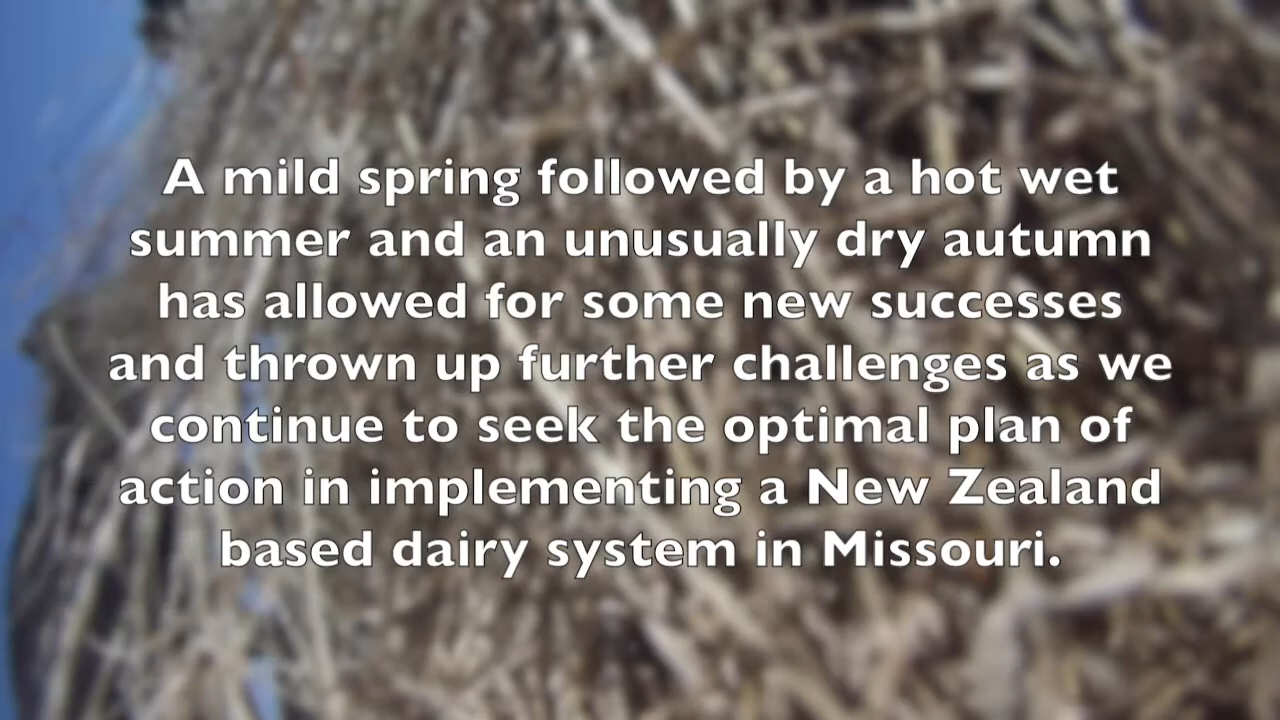 A mild spring followed by a hot wet
summer and an unusually dry autumn
has allowed for some new successes
and thrown up further challenges as we
continue to seek the optimal plan of
action in implementing a New Zealand
based dairy system in Missouri.